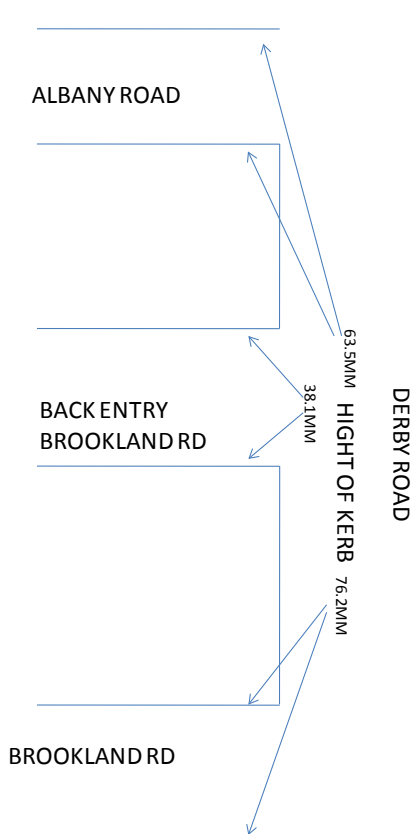 ALBANY ROAD
63.5MM
38.1MM
HIGHT OF KERB
76.2MM
DERBY ROAD
BACK ENTRY
BROOKLAND RD
BROOKLAND RD